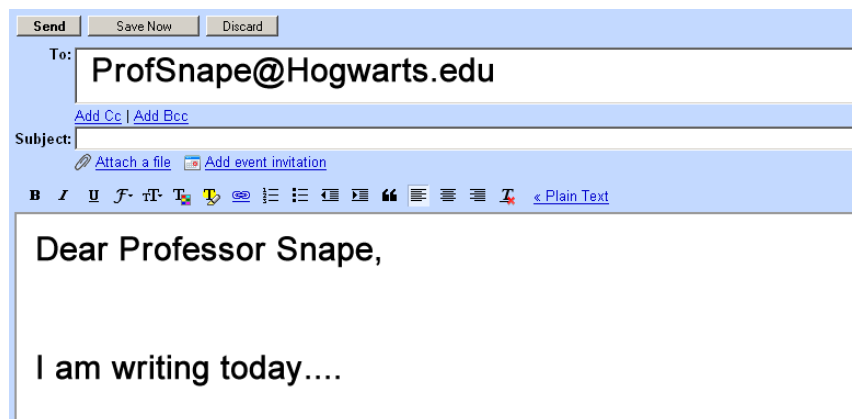 Send Save Now Discard
To: ProfSnape@Hogwarts.edu
Add Cc | Add Bcc
Subject:
Attach a file Add event invitation
B I U F TT T T T « Plain Text
Dear Professor Snape,
I am writing today....